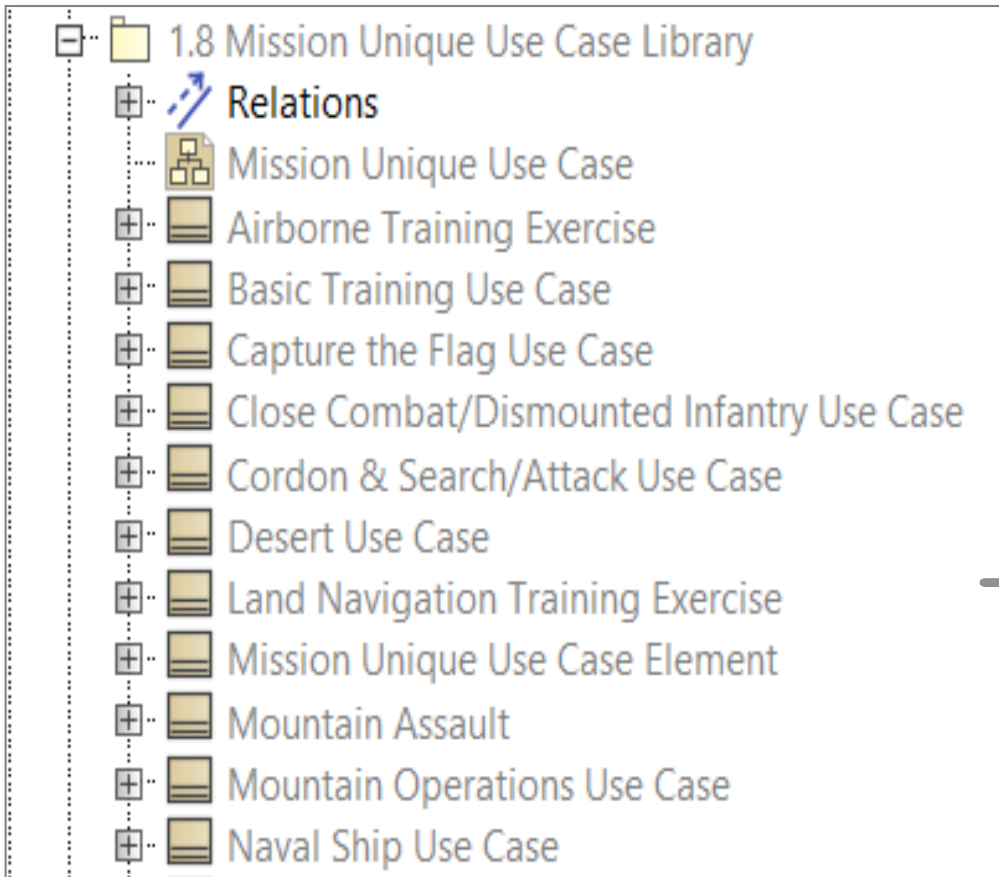 1.8 Mission Unique Use Case Library
Relations
Mission Unique Use Case
Airborne Training Exercise
Basic Training Use Case
Capture the Flag Use Case
Close Combat/Dismounted Infantry Use Case
Cordon & Search/Attack Use Case
Desert Use Case
Land Navigation Training Exercise
Mission Unique Use Case Element
Mountain Assault
Mountain Operations Use Case
Naval Ship Use Case